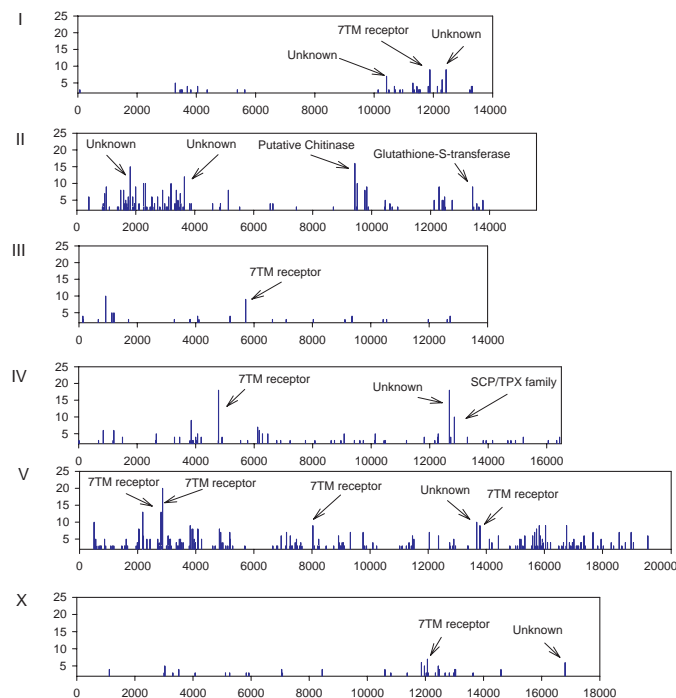 I
25
20
15
10
5
7TM receptor
Unknown
Unknown
0 2000 4000 6000 8000 10000 12000 14000
II
25
20
15
10
5
Unknown Unknown Putative Chitinase
Glutathione-S-transferase
0 2000 4000 6000 8000 10000 12000 14000
III
25
20
15
10
5
7TM receptor
0 2000 4000 6000 8000 10000 12000 14000
IV
25
20
15
10
5
7TM receptor Unknown SCP/TPX family
0 2000 4000 6000 8000 10000 12000 14000 16000
V
25
20
15
10
5
7TM receptor 7TM receptor 7TM receptor Unknown 7TM receptor
0 2000 4000 6000 8000 10000 12000 14000 16000 18000 20000
X
25
20
15
10
5
7TM receptor Unknown
0 2000 4000 6000 8000 10000 12000 14000 16000 18000